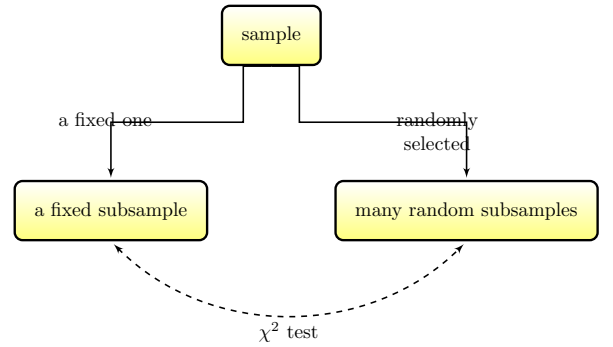 sample
a fixed one
randomly
selected
a fixed subsample
many random subsamples
χ² test